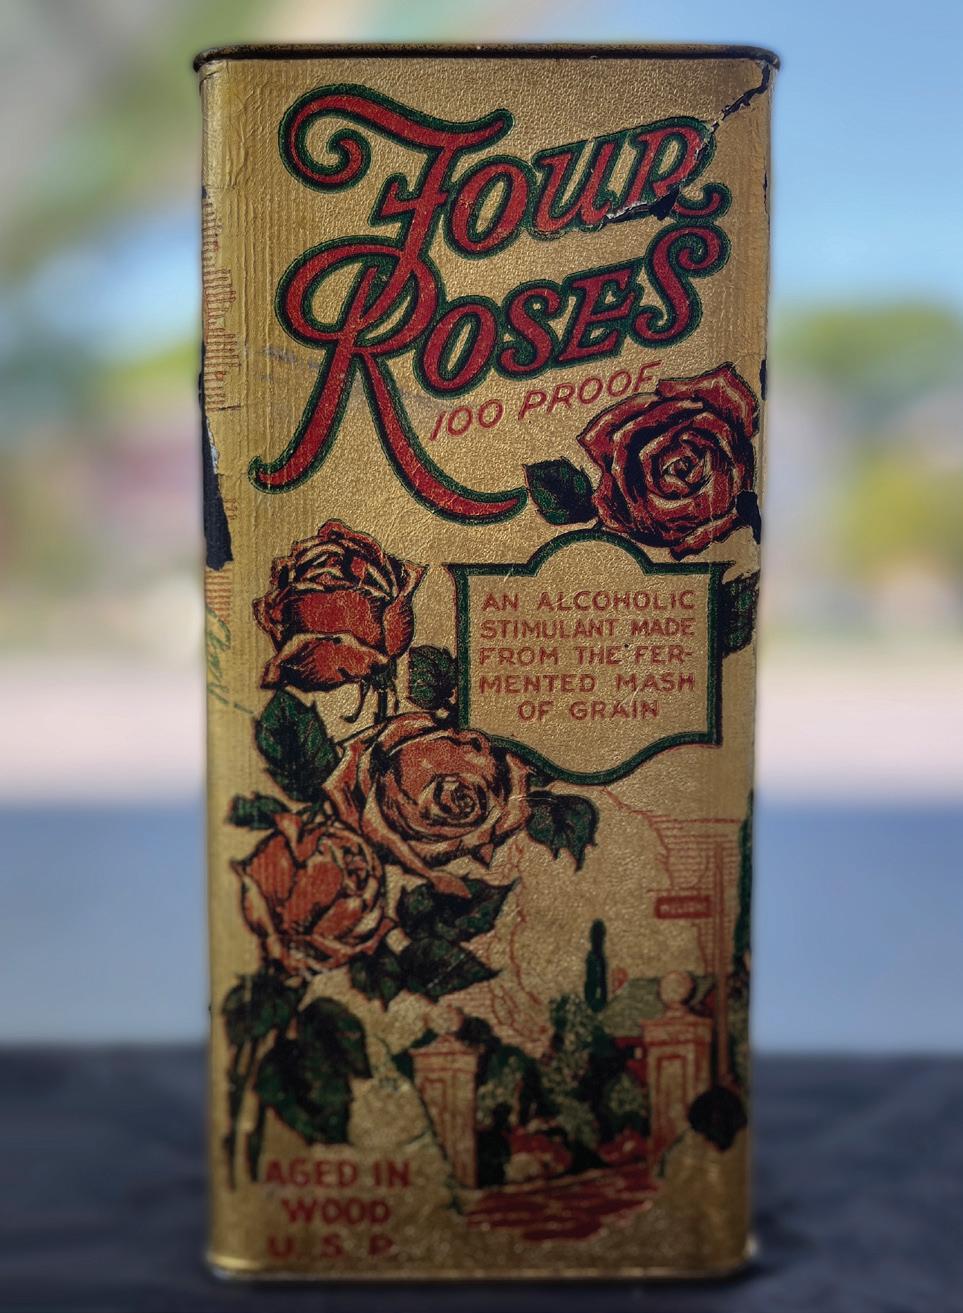 Four
Roses
100 PROOF
AN ALCOHOLIC
STIMULANT MADE
FROM THE FER-
MENTED MASH
OF GRAIN
AGED IN
WOOD
U.S.P.